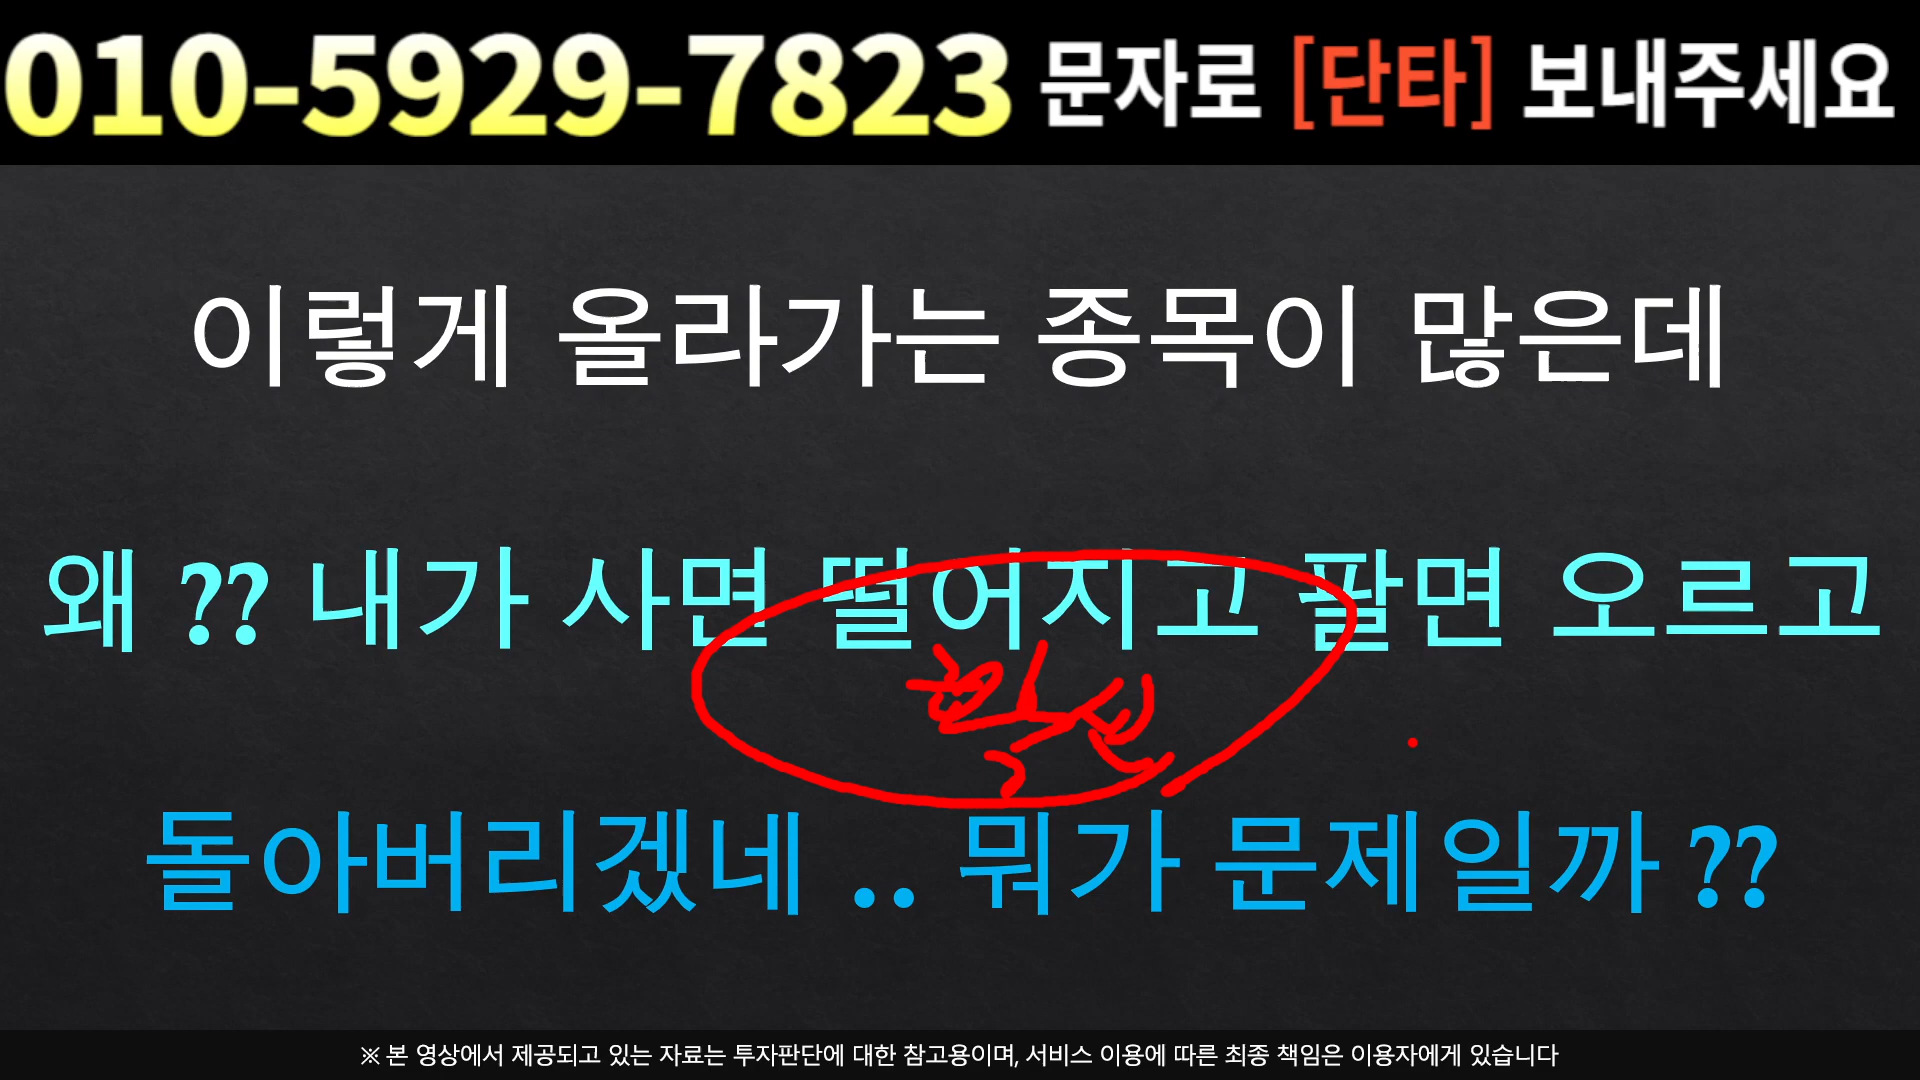 010-5929-7823 문자로 [단타] 보내주세요
이렇게 올라가는 종목이 많은데
왜 ?? 내가 사면 떨어지고 팔면 오르고
확신
돌아버리겠네 .. 뭐가 문제일까 ??
※ 본 영상에서 제공되고 있는 자료는 투자판단에 대한 참고용이며, 서비스 이용에 따른 최종 책임은 이용자에게 있습니다